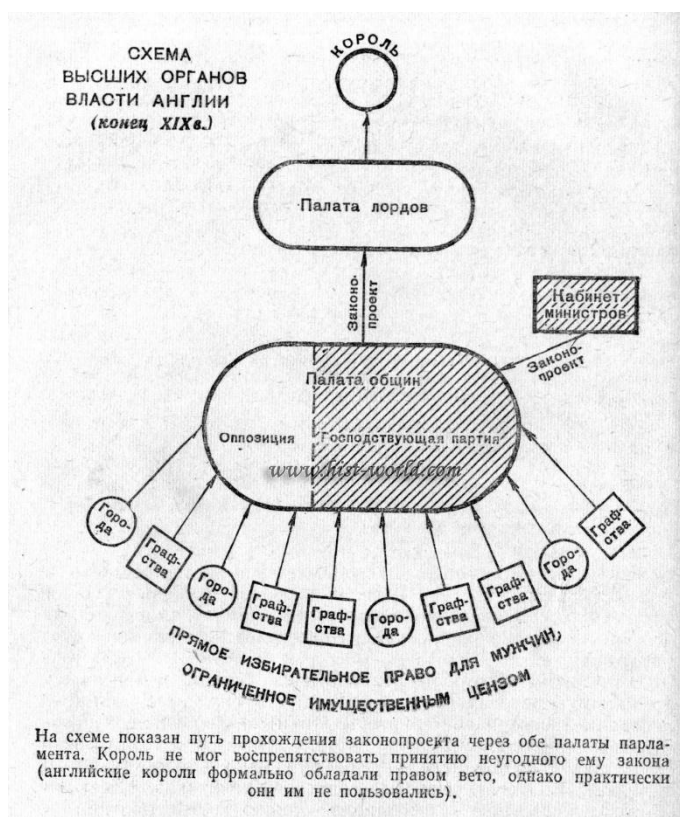 СХЕМА
ВЫСШИХ ОРГАНОВ
ВЛАСТИ АНГЛИИ
(конец XIX в.)
КОРОЛЬ
Палата лордов
Законо-
проект
Кабинет
министров
Законо-
проект
Палата общин
Оппозиция
Господствующая партия
www.hist-world.com
Горо-
да
Граф-
ства
Горо-
да
Граф-
ства
Граф-
ства
Горо-
да
Граф-
ства
Граф-
ства
Горо-
да
Граф-
ства
ПРЯМОЕ ИЗБИРАТЕЛЬНОЕ ПРАВО ДЛЯ МУЖЧИН,
ОГРАНИЧЕННОЕ ИМУЩЕСТВЕННЫМ ЦЕНЗОМ
На схеме показан путь прохождения законопроекта через обе палаты парла-
мента. Король не мог воспрепятствовать принятию неугодного ему закона
(английские короли формально обладали правом вето, однако практически
они им не пользовались).